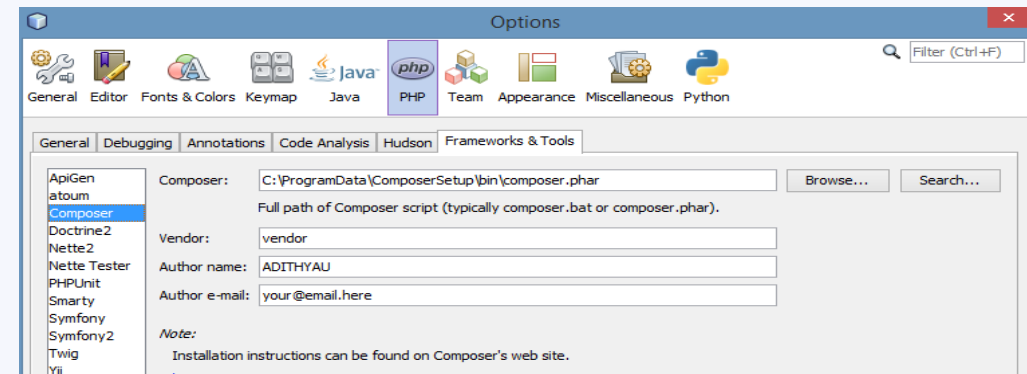 Options
Filter (Ctrl+F)
php
Java
General Editor Fonts & Colors Keymap Java PHP Team Appearance Miscellaneous Python
General Debugging Annotations Code Analysis Hudson Frameworks & Tools
ApiGen
atoum
Composer
Doctrine2
Nette2
Nette Tester
PHPUnit
Smarty
Symfony
Symfony2
Twig
Yii
Composer: C:\ProgramData\ComposerSetup\bin\composer.phar Browse... Search...
Full path of Composer script (typically composer.bat or composer.phar).
Vendor: vendor
Author name: ADITHYAU
Author e-mail: your@email.here
Note:
Installation instructions can be found on Composer's web site.